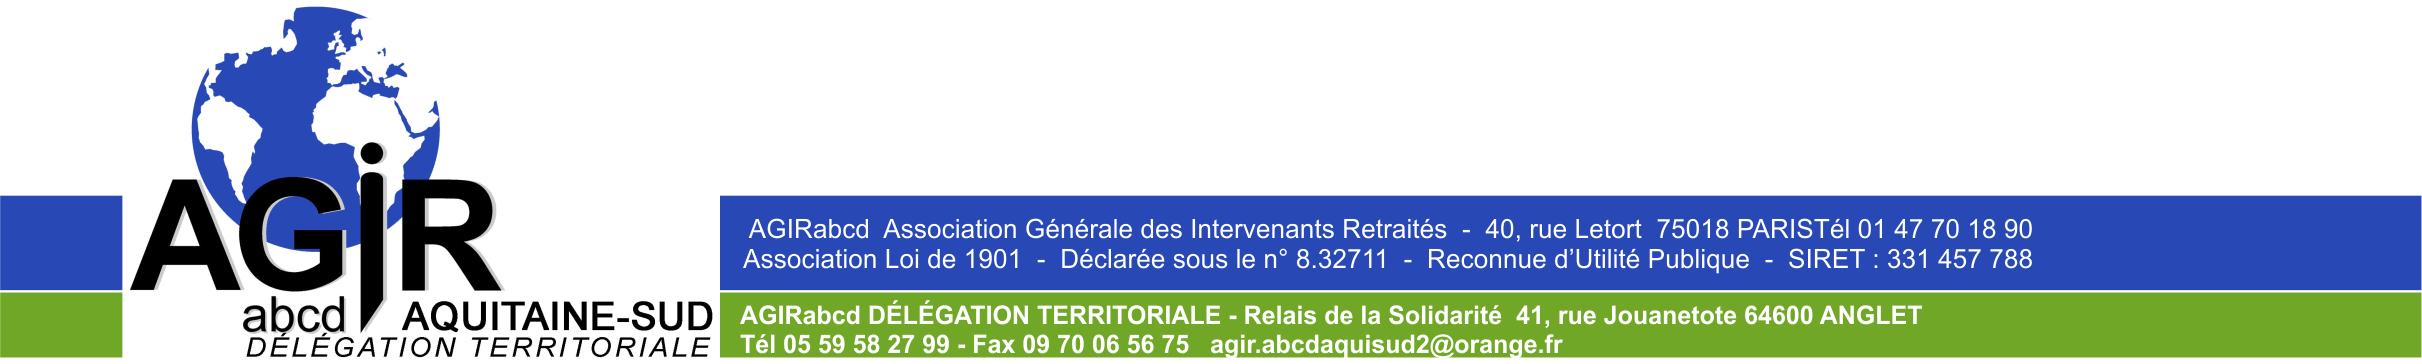 AGIR
abcd AQUITAINE-SUD
DÉLÉGATION TERRITORIALE
AGIRabcd Association Générale des Intervenants Retraités - 40, rue Letort 75018 PARISTél 01 47 70 18 90
Association Loi de 1901 - Déclarée sous le n° 8.32711 - Reconnue d’Utilité Publique - SIRET : 331 457 788
AGIRabcd DÉLÉGATION TERRITORIALE - Relais de la Solidarité 41, rue Jouanetote 64600 ANGLET
Tél 05 59 58 27 99 - Fax 09 70 06 56 75 agir.abcdaquisud2@orange.fr